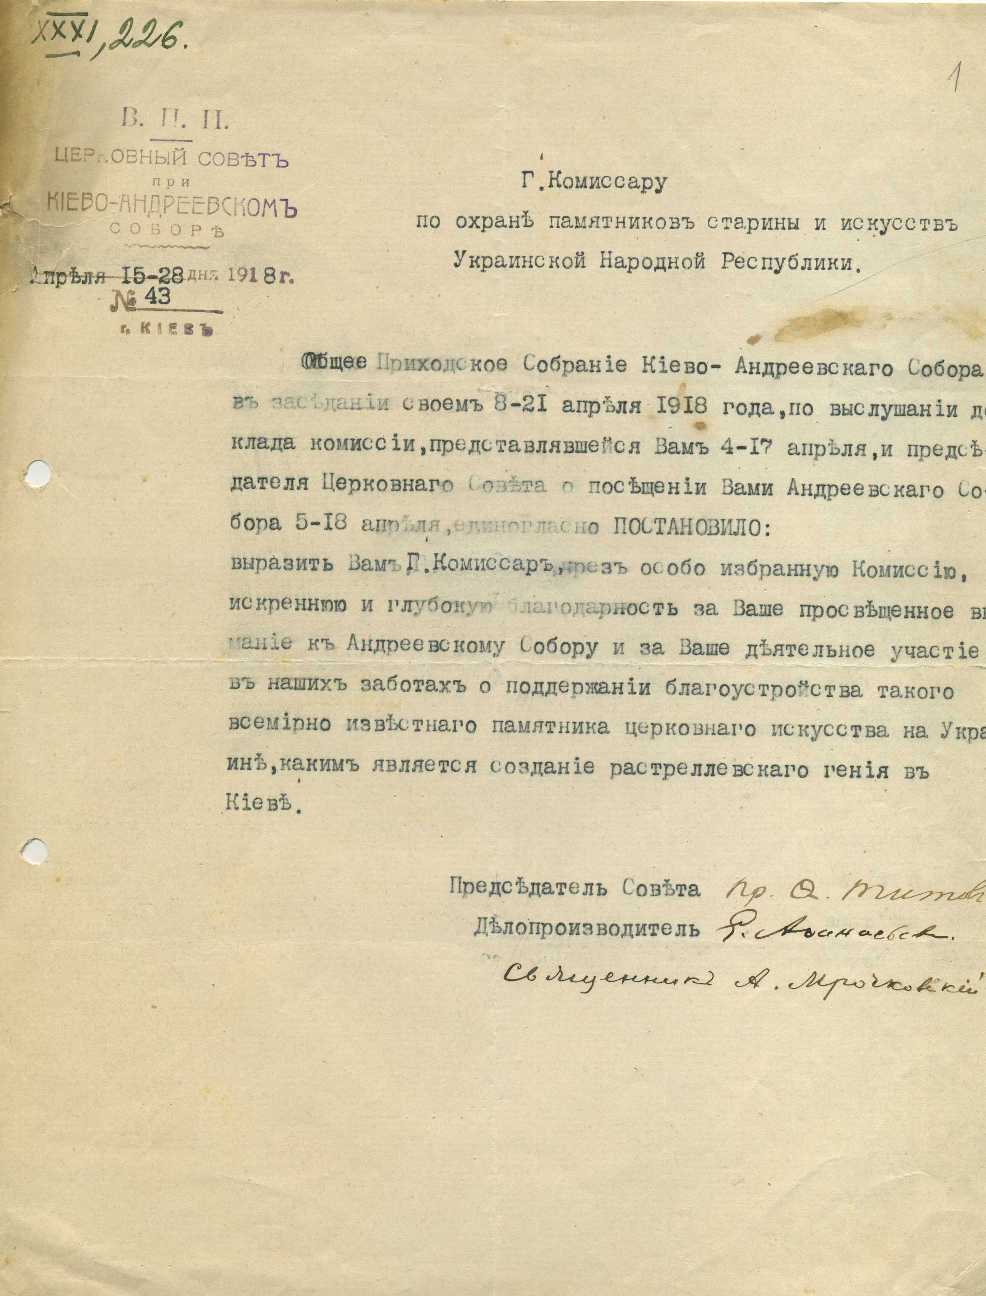 XXXI, 226.
1
В. П. П.
ЦЕРКОВНЫЙ СОВѢТЪ
при
КІЕВО-АНДРЕЕВСКОМЪ
СОБОРѢ
Апрѣля 15-28 дня 1918 г.
№ 43
г. КІЕВЪ
Г.Комиссару
по охранѣ памятниковъ старины и искусствъ
Украинской Народной Республики.
Общее Приходское Собраніе Кіево- Андреевскаго Собора
въ засѣданіи своемъ 8-21 апрѣля 1918 года,по выслушаніи до
клада комиссіи,представлявшейся Вамъ 4-17 апрѣля,и предсѣ-
дателя Церковнаго Совѣта о посѣщеніи Вами Андреевскаго Со-
бора 5-18 апрѣля,единогласно ПОСТАНОВИЛО:
выразить Вамъ,Г.Комиссаръ,чрезъ особо избранную Комиссію,
искреннюю и глубокую благодарность за Ваше просвѣщенное вн
маніе къ Андреевскому Собору и за Ваше дѣятельное участіе
въ нашихъ заботахъ о поддержаніи благоустройства такого
всемірно извѣстнаго памятника церковнаго искусства на Укра
инѣ,какимъ является созданіе растреллевскаго генія въ
Кіевѣ.
Предсѣдатель Совѣта Пр. Ѳ. Титов
Дѣлопроизводитель
Священникъ А. Мрочковскій